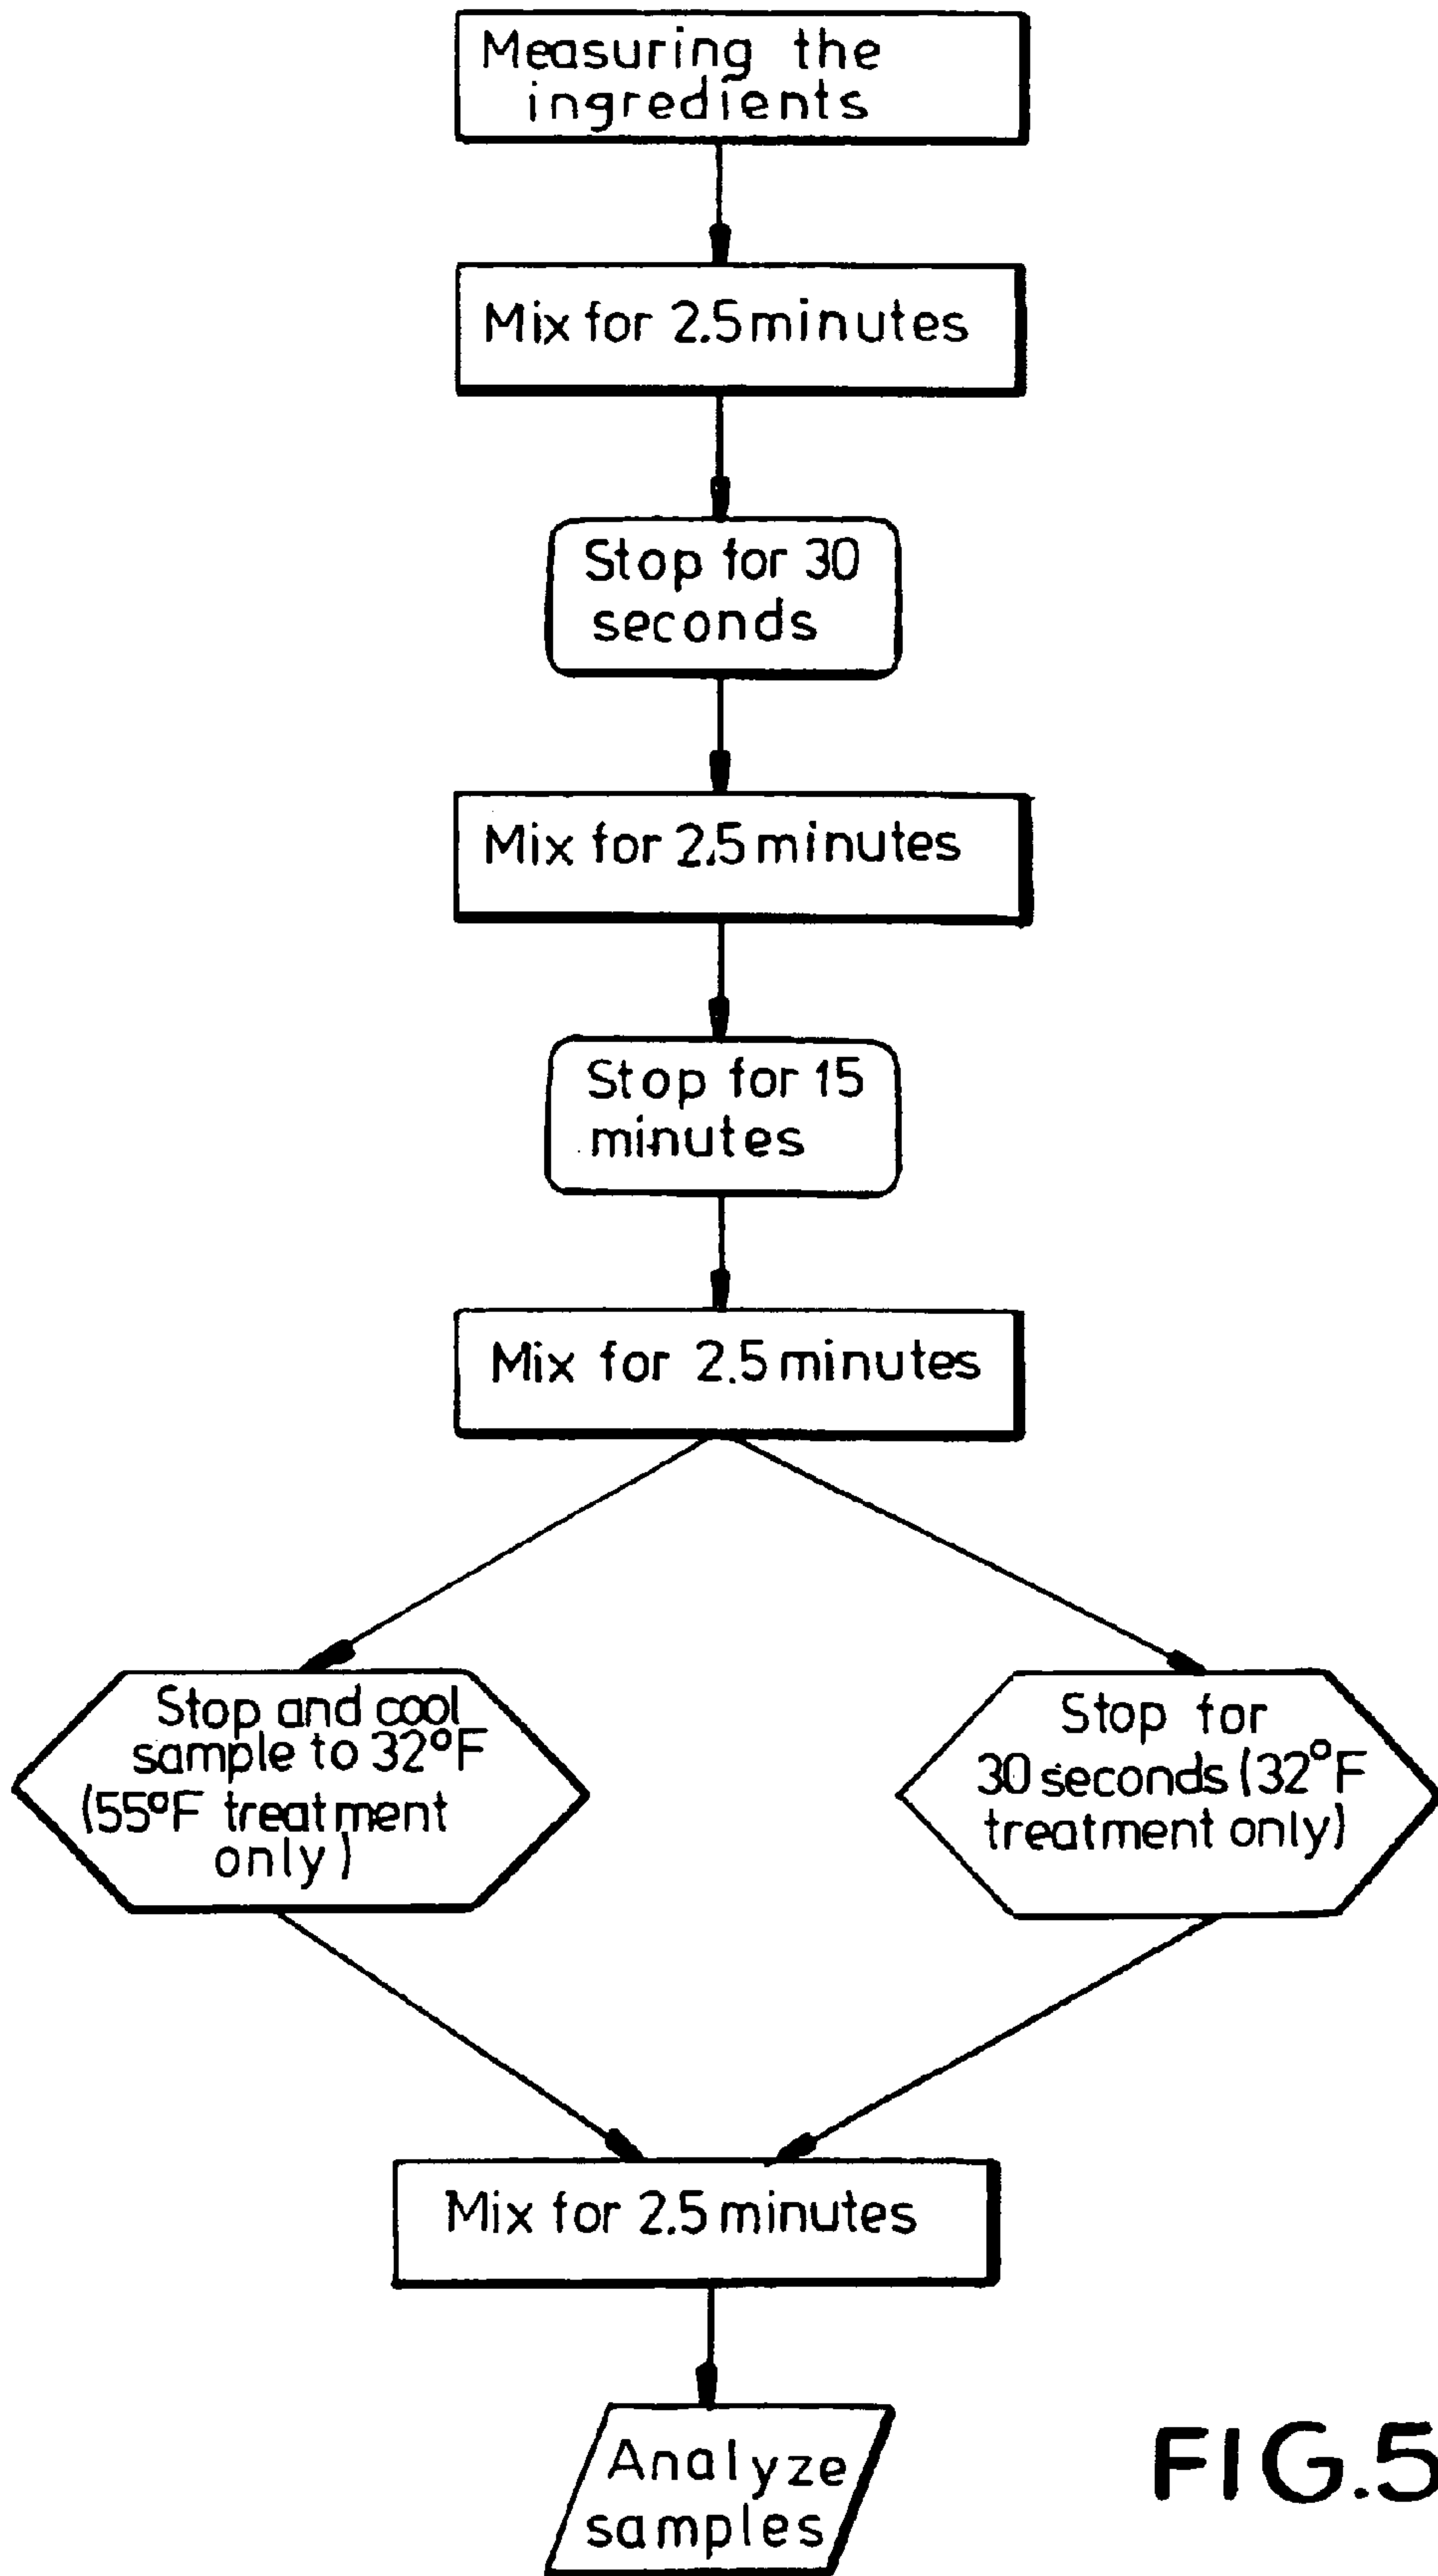 Measuring the
ingredients
Mix for 2.5 minutes
Stop for 30
seconds
Mix for 2.5 minutes
Stop for 15
minutes
Mix for 2.5 minutes
Stop and cool
sample to 32°F
(55°F treatment
only)
Stop for
30 seconds (32°F
treatment only)
Mix for 2.5 minutes
Analyze
samples
FIG.5